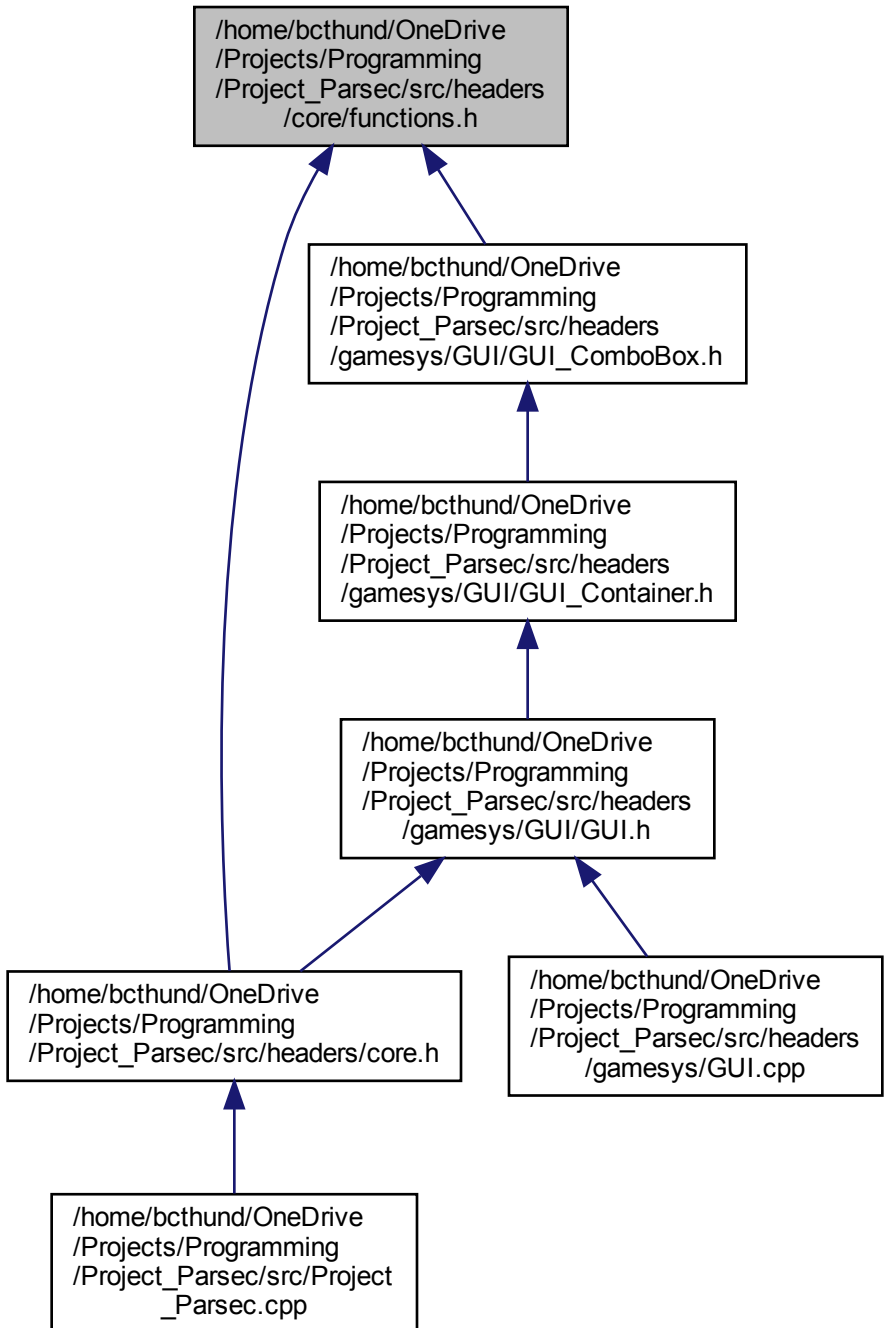 /home/bcthund/OneDrive
/Projects/Programming
/Project_Parsec/src/headers
/core/functions.h
/home/bcthund/OneDrive
/Projects/Programming
/Project_Parsec/src/headers
/gamesys/GUI/GUI_ComboBox.h
/home/bcthund/OneDrive
/Projects/Programming
/Project_Parsec/src/headers
/gamesys/GUI/GUI_Container.h
/home/bcthund/OneDrive
/Projects/Programming
/Project_Parsec/src/headers
/gamesys/GUI/GUI.h
/home/bcthund/OneDrive
/Projects/Programming
/Project_Parsec/src/headers/core.h
/home/bcthund/OneDrive
/Projects/Programming
/Project_Parsec/src/headers
/gamesys/GUI.cpp
/home/bcthund/OneDrive
/Projects/Programming
/Project_Parsec/src/Project
_Parsec.cpp